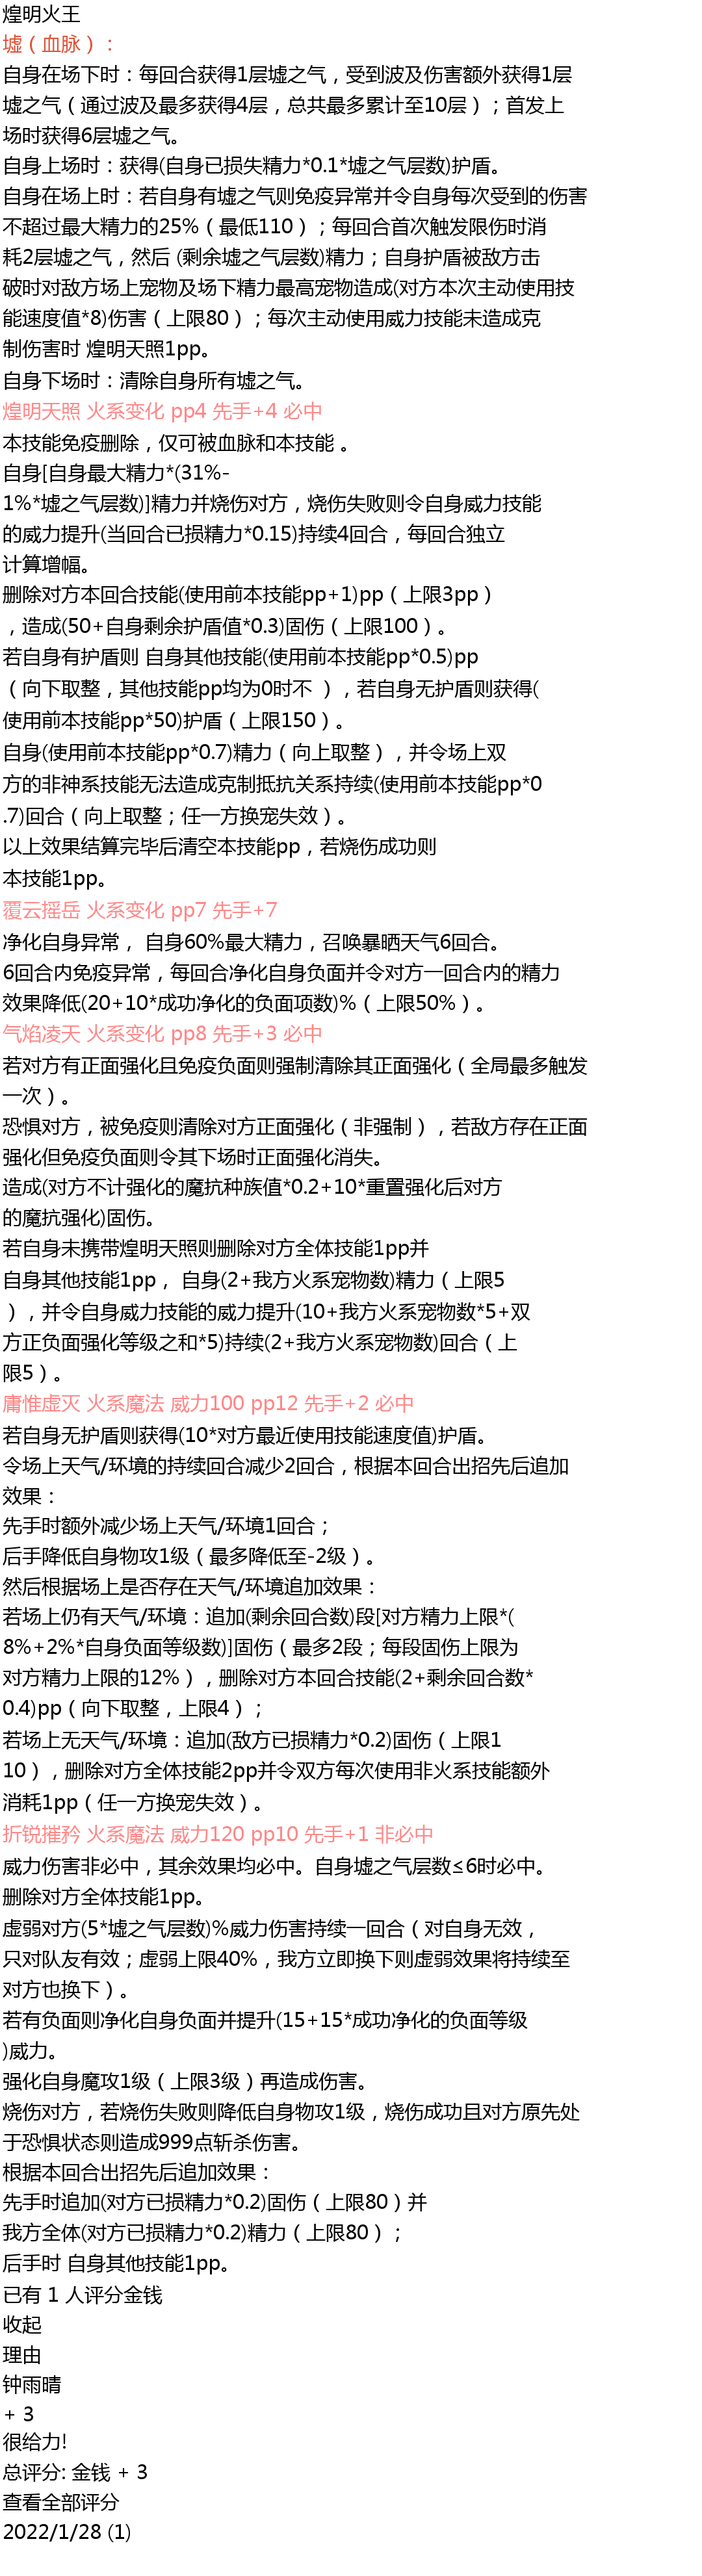 煌明火王
墟（血脉）：
自身在场下时：每回合获得1层墟之气，受到波及伤害额外获得1层
墟之气（通过波及最多获得4层，总共最多累计至10层）；首发上
场时获得6层墟之气。
自身上场时：获得(自身已损失精力*0.1*墟之气层数)护盾。
自身在场上时：若自身有墟之气则免疫异常并令自身每次受到的伤害
不超过最大精力的25%（最低110）；每回合首次触发限伤时消
耗2层墟之气，然后 (剩余墟之气层数)精力；自身护盾被敌方击
破时对敌方场上宠物及场下精力最高宠物造成(对方本次主动使用技
能速度值*8)伤害（上限80）；每次主动使用威力技能未造成克
制伤害时 煌明天照1pp。
自身下场时：清除自身所有墟之气。
煌明天照 火系变化 pp4 先手+4 必中
本技能免疫删除，仅可被血脉和本技能 。
自身[自身最大精力*(31%-
1%*墟之气层数)]精力并烧伤对方，烧伤失败则令自身威力技能
的威力提升(当回合已损精力*0.15)持续4回合，每回合独立
计算增幅。
删除对方本回合技能(使用前本技能pp+1)pp（上限3pp）
，造成(50+自身剩余护盾值*0.3)固伤（上限100）。
若自身有护盾则 自身其他技能(使用前本技能pp*0.5)pp
（向下取整，其他技能pp均为0时不 ），若自身无护盾则获得(
使用前本技能pp*50)护盾（上限150）。
自身(使用前本技能pp*0.7)精力（向上取整），并令场上双
方的非神系技能无法造成克制抵抗关系持续(使用前本技能pp*0
.7)回合（向上取整；任一方换宠失效）。
以上效果结算完毕后清空本技能pp，若烧伤成功则
本技能1pp。
覆云摇岳 火系变化 pp7 先手+7
净化自身异常， 自身60%最大精力，召唤暴晒天气6回合。
6回合内免疫异常，每回合净化自身负面并令对方一回合内的精力
效果降低(20+10*成功净化的负面项数)%（上限50%）。
气焰凌天 火系变化 pp8 先手+3 必中
若对方有正面强化且免疫负面则强制清除其正面强化（全局最多触发
一次）。
恐惧对方，被免疫则清除对方正面强化（非强制），若敌方存在正面
强化但免疫负面则令其下场时正面强化消失。
造成(对方不计强化的魔抗种族值*0.2+10*重置强化后对方
的魔抗强化)固伤。
若自身未携带煌明天照则删除对方全体技能1pp并
自身其他技能1pp， 自身(2+我方火系宠物数)精力（上限5
），并令自身威力技能的威力提升(10+我方火系宠物数*5+双
方正负面强化等级之和*5)持续(2+我方火系宠物数)回合（上
限5）。
庸惟虚灭 火系魔法 威力100 pp12 先手+2 必中
若自身无护盾则获得(10*对方最近使用技能速度值)护盾。
令场上天气/环境的持续回合减少2回合，根据本回合出招先后追加
效果：
先手时额外减少场上天气/环境1回合；
后手降低自身物攻1级（最多降低至-2级）。
然后根据场上是否存在天气/环境追加效果：
若场上仍有天气/环境：追加(剩余回合数)段[对方精力上限*(
8%+2%*自身负面等级数)]固伤（最多2段；每段固伤上限为
对方精力上限的12%），删除对方本回合技能(2+剩余回合数*
0.4)pp（向下取整，上限4）；
若场上无天气/环境：追加(敌方已损精力*0.2)固伤（上限1
10），删除对方全体技能2pp并令双方每次使用非火系技能额外
消耗1pp（任一方换宠失效）。
折锐摧矜 火系魔法 威力120 pp10 先手+1 非必中
威力伤害非必中，其余效果均必中。自身墟之气层数≤6时必中。
删除对方全体技能1pp。
虚弱对方(5*墟之气层数)%威力伤害持续一回合（对自身无效，
只对队友有效；虚弱上限40%，我方立即换下则虚弱效果将持续至
对方也换下）。
若有负面则净化自身负面并提升(15+15*成功净化的负面等级
)威力。
强化自身魔攻1级（上限3级）再造成伤害。
烧伤对方，若烧伤失败则降低自身物攻1级，烧伤成功且对方原先处
于恐惧状态则造成999点斩杀伤害。
根据本回合出招先后追加效果：
先手时追加(对方已损精力*0.2)固伤（上限80）并
我方全体(对方已损精力*0.2)精力（上限80）；
后手时 自身其他技能1pp。
已有 1 人评分金钱
收起
理由
钟雨晴
+ 3
很给力!
总评分: 金钱 + 3
查看全部评分
2022/1/28 (1)